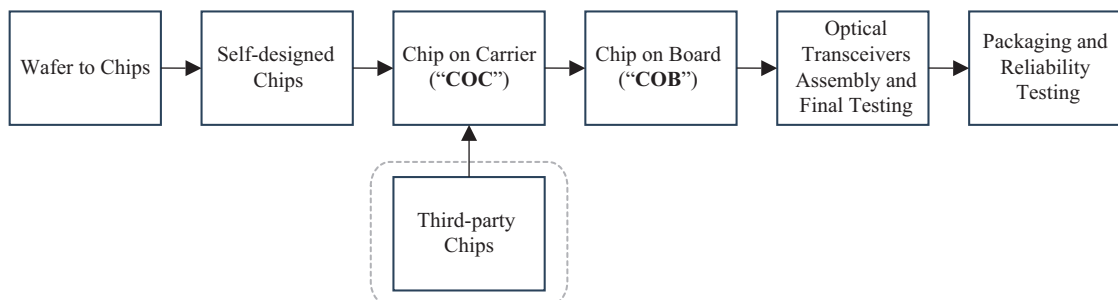 Wafer to Chips
Self-designed
Chips
Chip on Carrier
(“COC”)
Chip on Board
(“COB”)
Optical
Transceivers
Assembly and
Final Testing
Packaging and
Reliability
Testing
Third-party
Chips